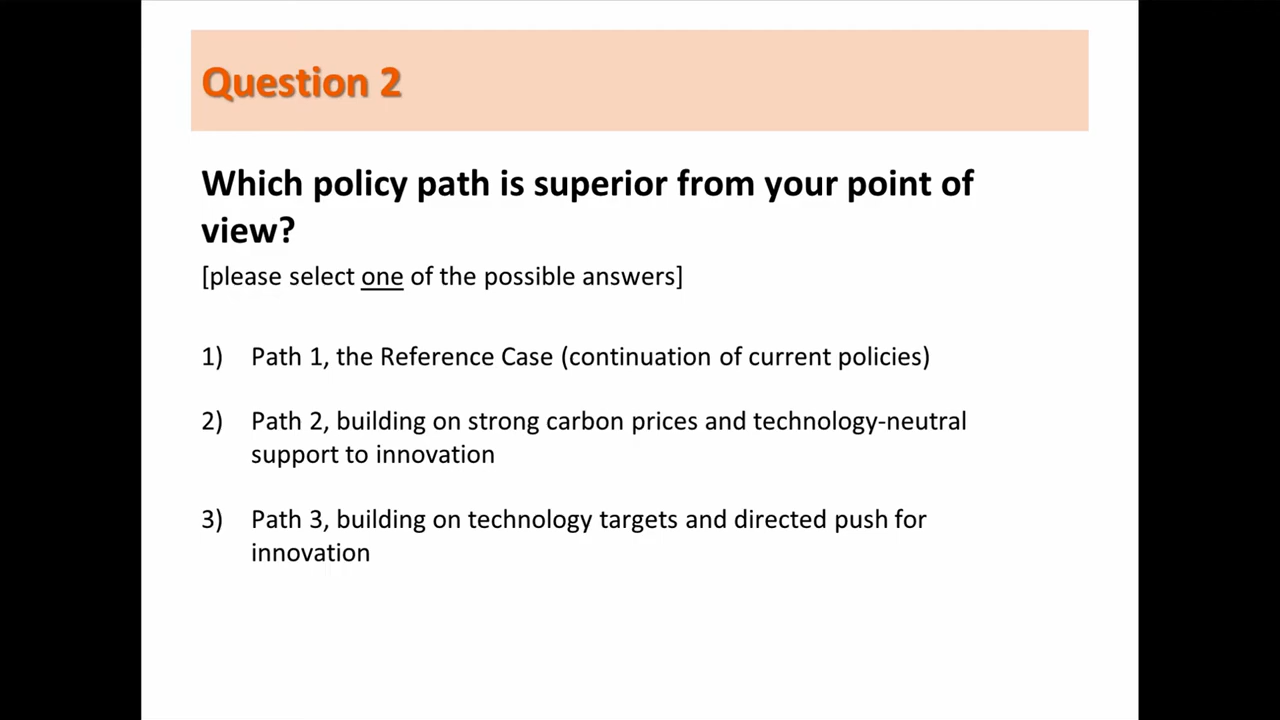 Question 2
Which policy path is superior from your point of
view?
[please select one of the possible answers]
1) Path 1, the Reference Case (continuation of current policies)
2) Path 2, building on strong carbon prices and technology-neutral
support to innovation
3) Path 3, building on technology targets and directed push for
innovation